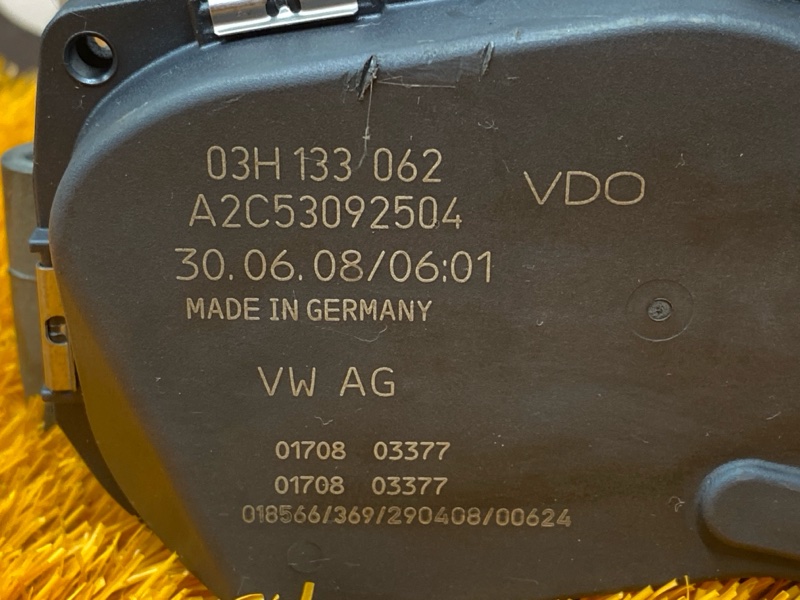 03H 133 062
VDO
A2C53092504
30.06.08/06:01
MADE IN GERMANY
VW AG
01708 03377
01708 03377
018566/369/290408/00624